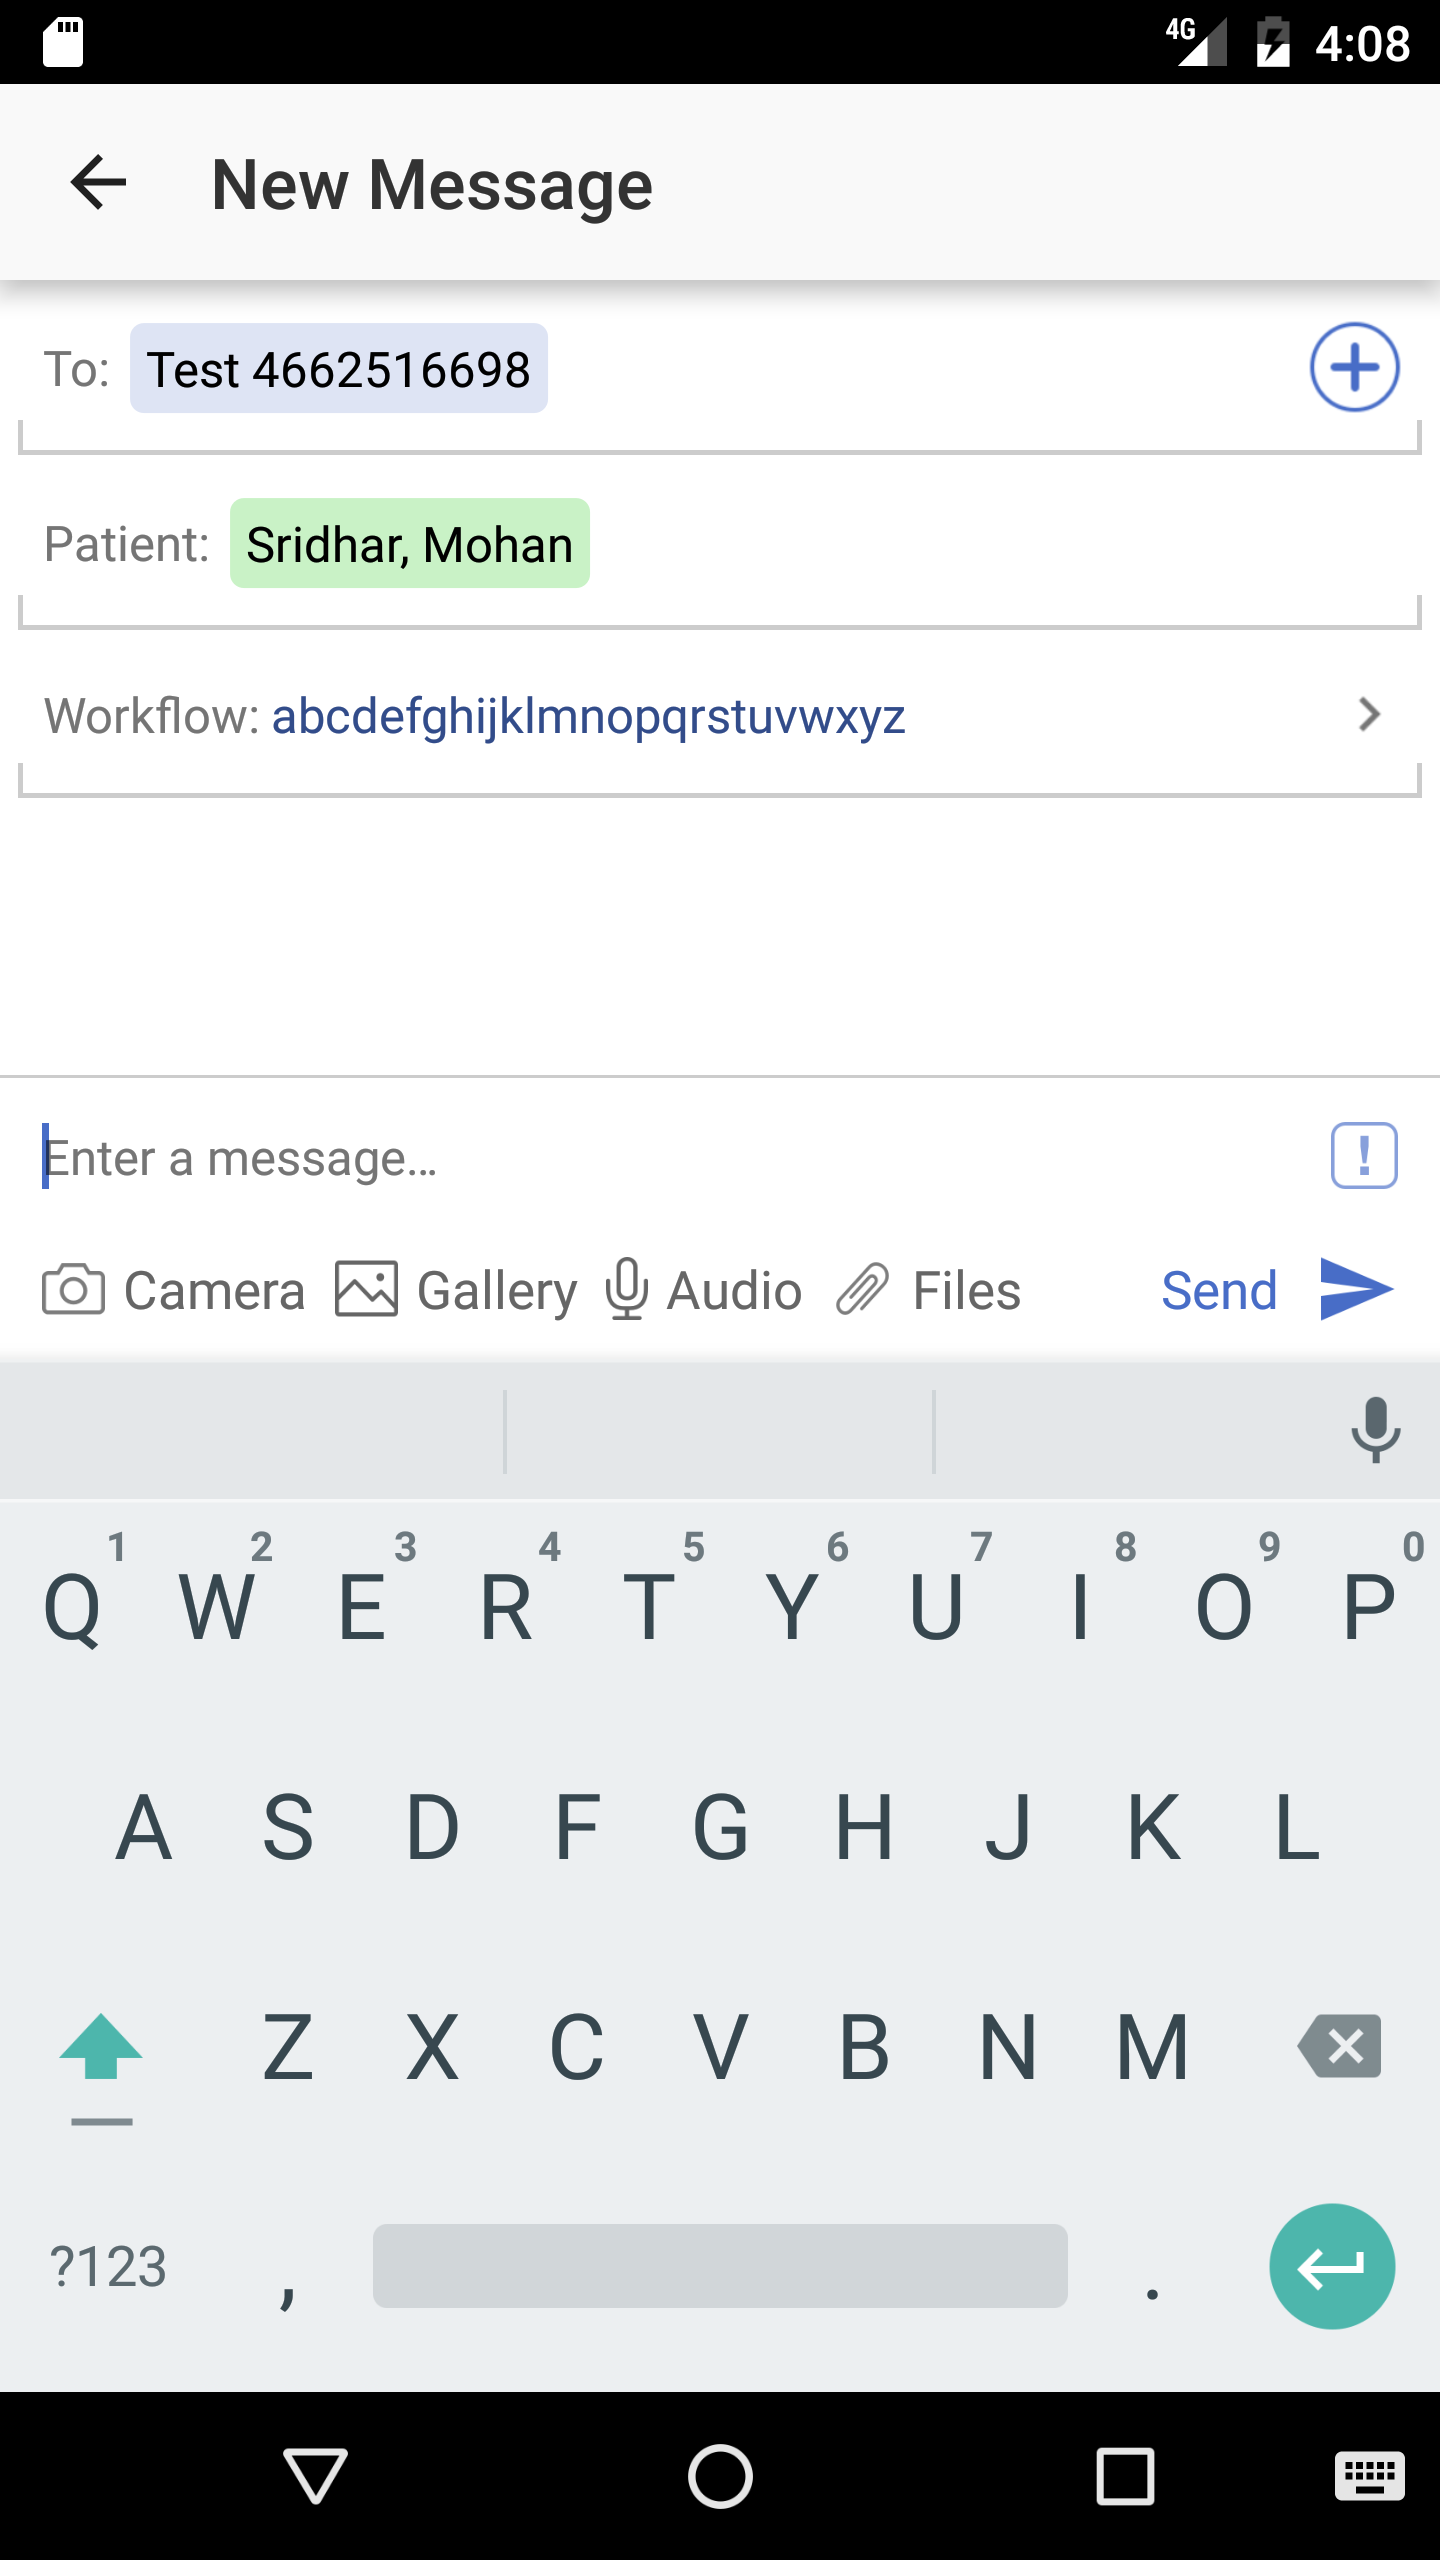 4G 4:08
New Message
To: Test 4662516698
Patient: Sridhar, Mohan
Workflow: abcdefghijklmnopqrstuvwxyz
Enter a message...
Camera Gallery Audio Files Send
1 2 3 4 5 6 7 8 9 0
Q W E R T Y U I O P
A S D F G H J K L
Z X C V B N M
?123 , .